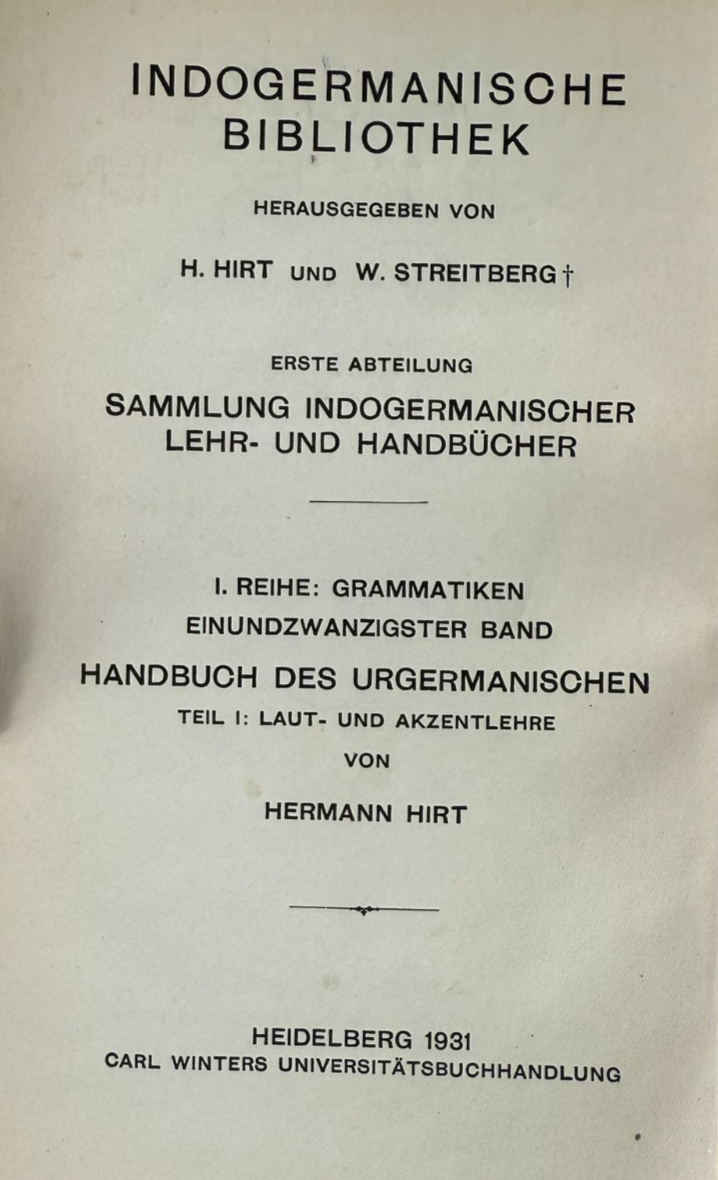 INDOGERMANISCHE
BIBLIOTHEK
HERAUSGEGEBEN VON
H. HIRT UND W. STREITBERG †
ERSTE ABTEILUNG
SAMMLUNG INDOGERMANISCHER
LEHR- UND HANDBÜCHER
I. REIHE: GRAMMATIKEN
EINUNDZWANZIGSTER BAND
HANDBUCH DES URGERMANISCHEN
TEIL I: LAUT- UND AKZENTLEHRE
VON
HERMANN HIRT
HEIDELBERG 1931
CARL WINTERS UNIVERSITÄTSBUCHHANDLUNG